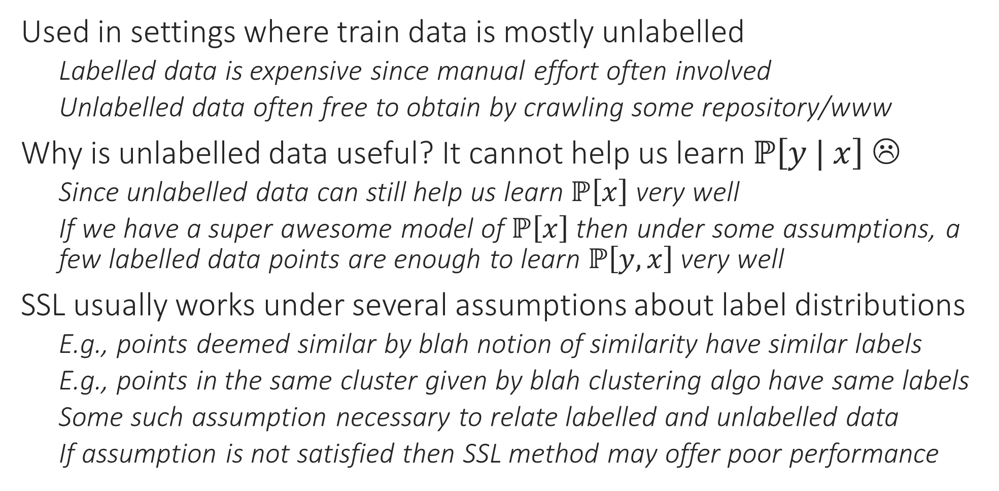 Used in settings where train data is mostly unlabelled
Labelled data is expensive since manual effort often involved
Unlabelled data often free to obtain by crawling some repository/www
Why is unlabelled data useful? It cannot help us learn ℙ[y | x] ☹
Since unlabelled data can still help us learn ℙ[x] very well
If we have a super awesome model of ℙ[x] then under some assumptions, a
few labelled data points are enough to learn ℙ[y, x] very well
SSL usually works under several assumptions about label distributions
E.g., points deemed similar by blah notion of similarity have similar labels
E.g., points in the same cluster given by blah clustering algo have same labels
Some such assumption necessary to relate labelled and unlabelled data
If assumption is not satisfied then SSL method may offer poor performance